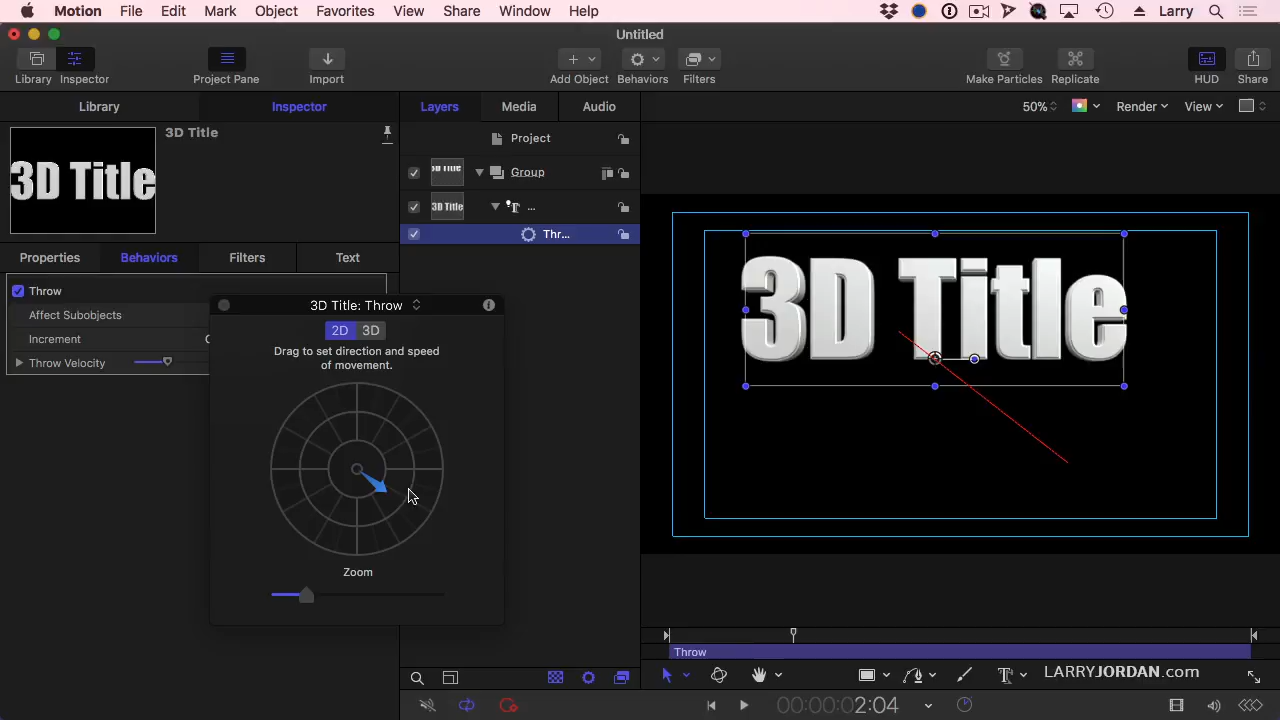 Motion File Edit Mark Object Favorites View Share Window Help Larry
Untitled
Library Inspector Project Pane Import Add Object Behaviors Filters Make Particles Replicate HUD Share
Library Inspector Layers Media Audio 50% Render View
3D Title
3D Title
Project
Group
3D Title
...
Thr...
Properties Behaviors Filters Text
Throw
Affect Subobjects
Increment
Throw Velocity
3D Title: Throw
2D 3D
Drag to set direction and speed
of movement.
Zoom
3D Title
Throw
T
LARRYJORDAN.com
00:00:02:04